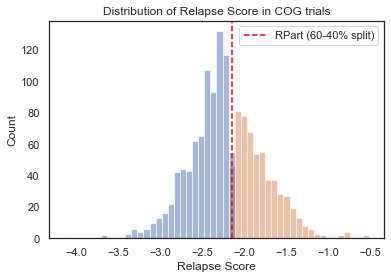 Distribution of Relapse Score in COG trials
RPart (60-40% split)
Count
120
100
80
60
40
20
0
−4.0 −3.5 −3.0 −2.5 −2.0 −1.5 −1.0 −0.5
Relapse Score